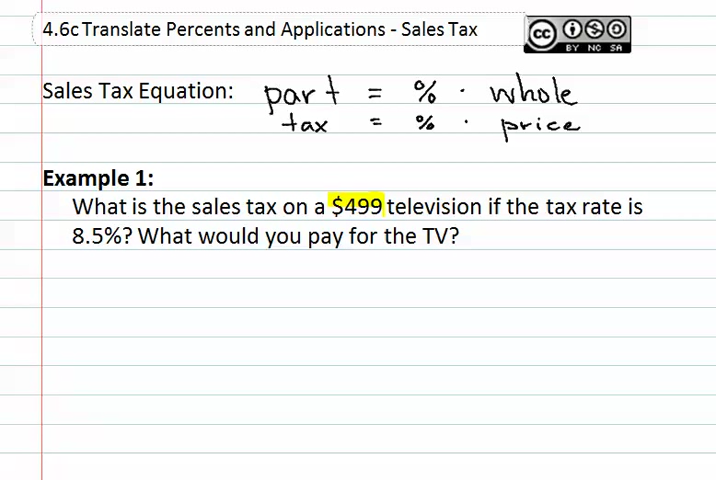 4.6c Translate Percents and Applications - Sales Tax
cc BY NC SA
Sales Tax Equation: part = % · whole
tax = % · price
Example 1:
What is the sales tax on a $499 television if the tax rate is
8.5%? What would you pay for the TV?